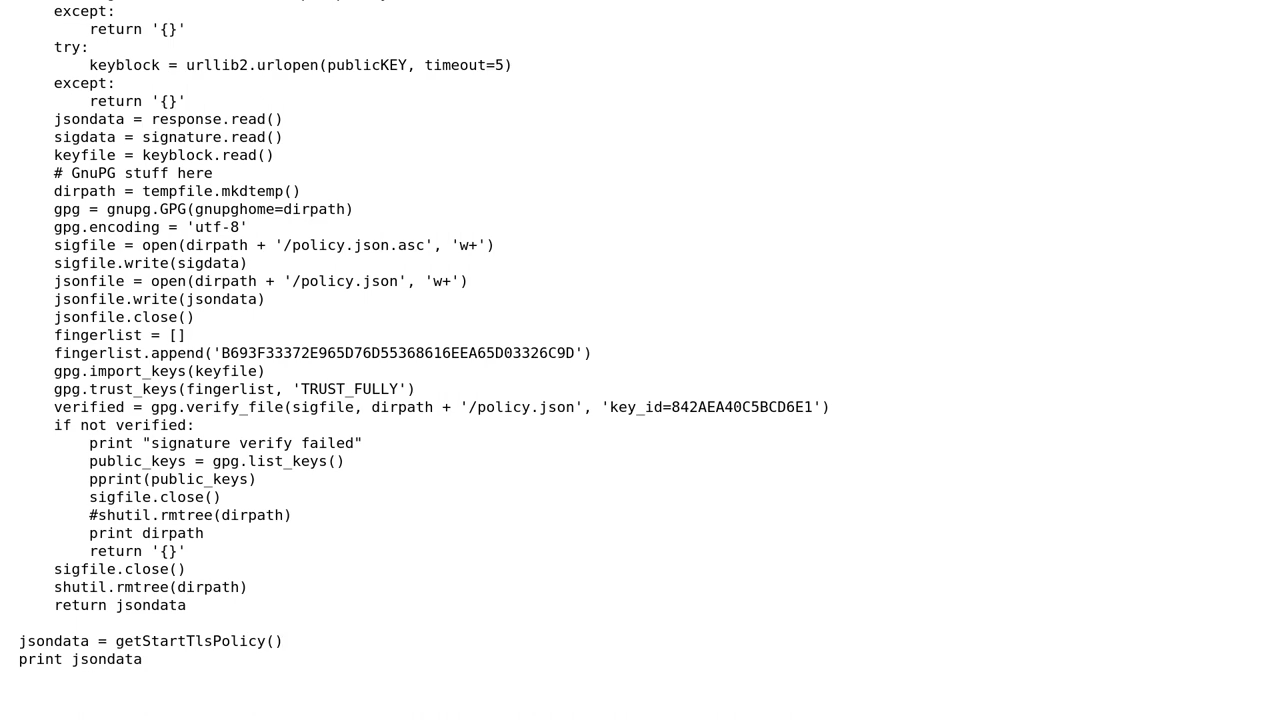 except:
return '{}'
try:
keyblock = urllib2.urlopen(publicKEY, timeout=5)
except:
return '{}'
jsondata = response.read()
sigdata = signature.read()
keyfile = keyblock.read()
# GnuPG stuff here
dirpath = tempfile.mkdtemp()
gpg = gnupg.GPG(gnupghome=dirpath)
gpg.encoding = 'utf-8'
sigfile = open(dirpath + '/policy.json.asc', 'w+')
sigfile.write(sigdata)
jsonfile = open(dirpath + '/policy.json', 'w+')
jsonfile.write(jsondata)
jsonfile.close()
fingerlist = []
fingerlist.append('B693F33372E965D76D55368616EEA65D03326C9D')
gpg.import_keys(keyfile)
gpg.trust_keys(fingerlist, 'TRUST_FULLY')
verified = gpg.verify_file(sigfile, dirpath + '/policy.json', 'key_id=842AEA40C5BCD6E1')
if not verified:
print "signature verify failed"
public_keys = gpg.list_keys()
pprint(public_keys)
sigfile.close()
#shutil.rmtree(dirpath)
print dirpath
return '{}'
sigfile.close()
shutil.rmtree(dirpath)
return jsondata
jsondata = getStartTlsPolicy()
print jsondata